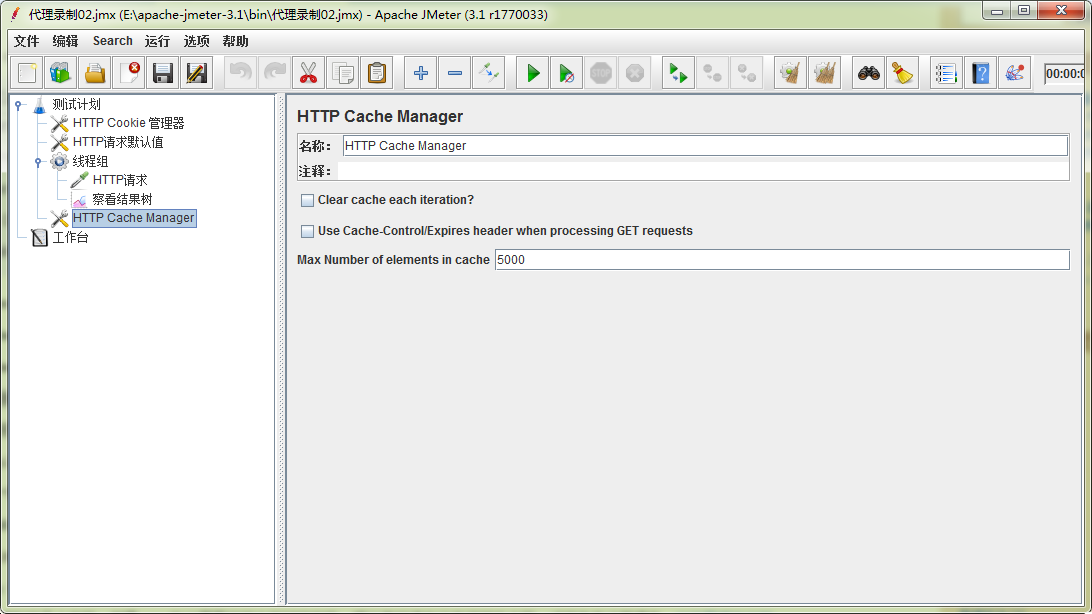 代理录制02.jmx (E:\apache-jmeter-3.1\bin\代理录制02.jmx) - Apache JMeter (3.1 r1770033)
文件 编辑 Search 运行 选项 帮助
STOP
00:00:0
测试计划
HTTP Cookie 管理器
HTTP请求默认值
线程组
HTTP请求
察看结果树
HTTP Cache Manager
工作台
HTTP Cache Manager
名称: HTTP Cache Manager
注释:
Clear cache each iteration?
Use Cache-Control/Expires header when processing GET requests
Max Number of elements in cache 5000